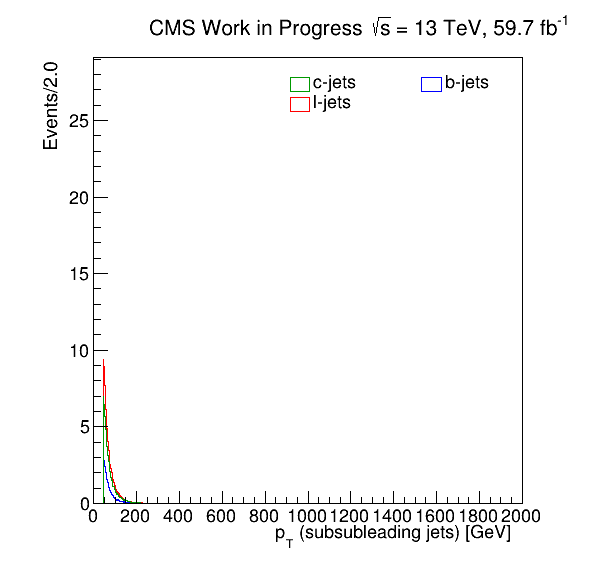 CMS Work in Progress √s = 13 TeV, 59.7 fb⁻¹
Events/2.0
c-jets b-jets
l-jets
25
20
15
10
5
0
0 200 400 600 800 1000 1200 1400 1600 1800 2000
p_T (subsubleading jets) [GeV]